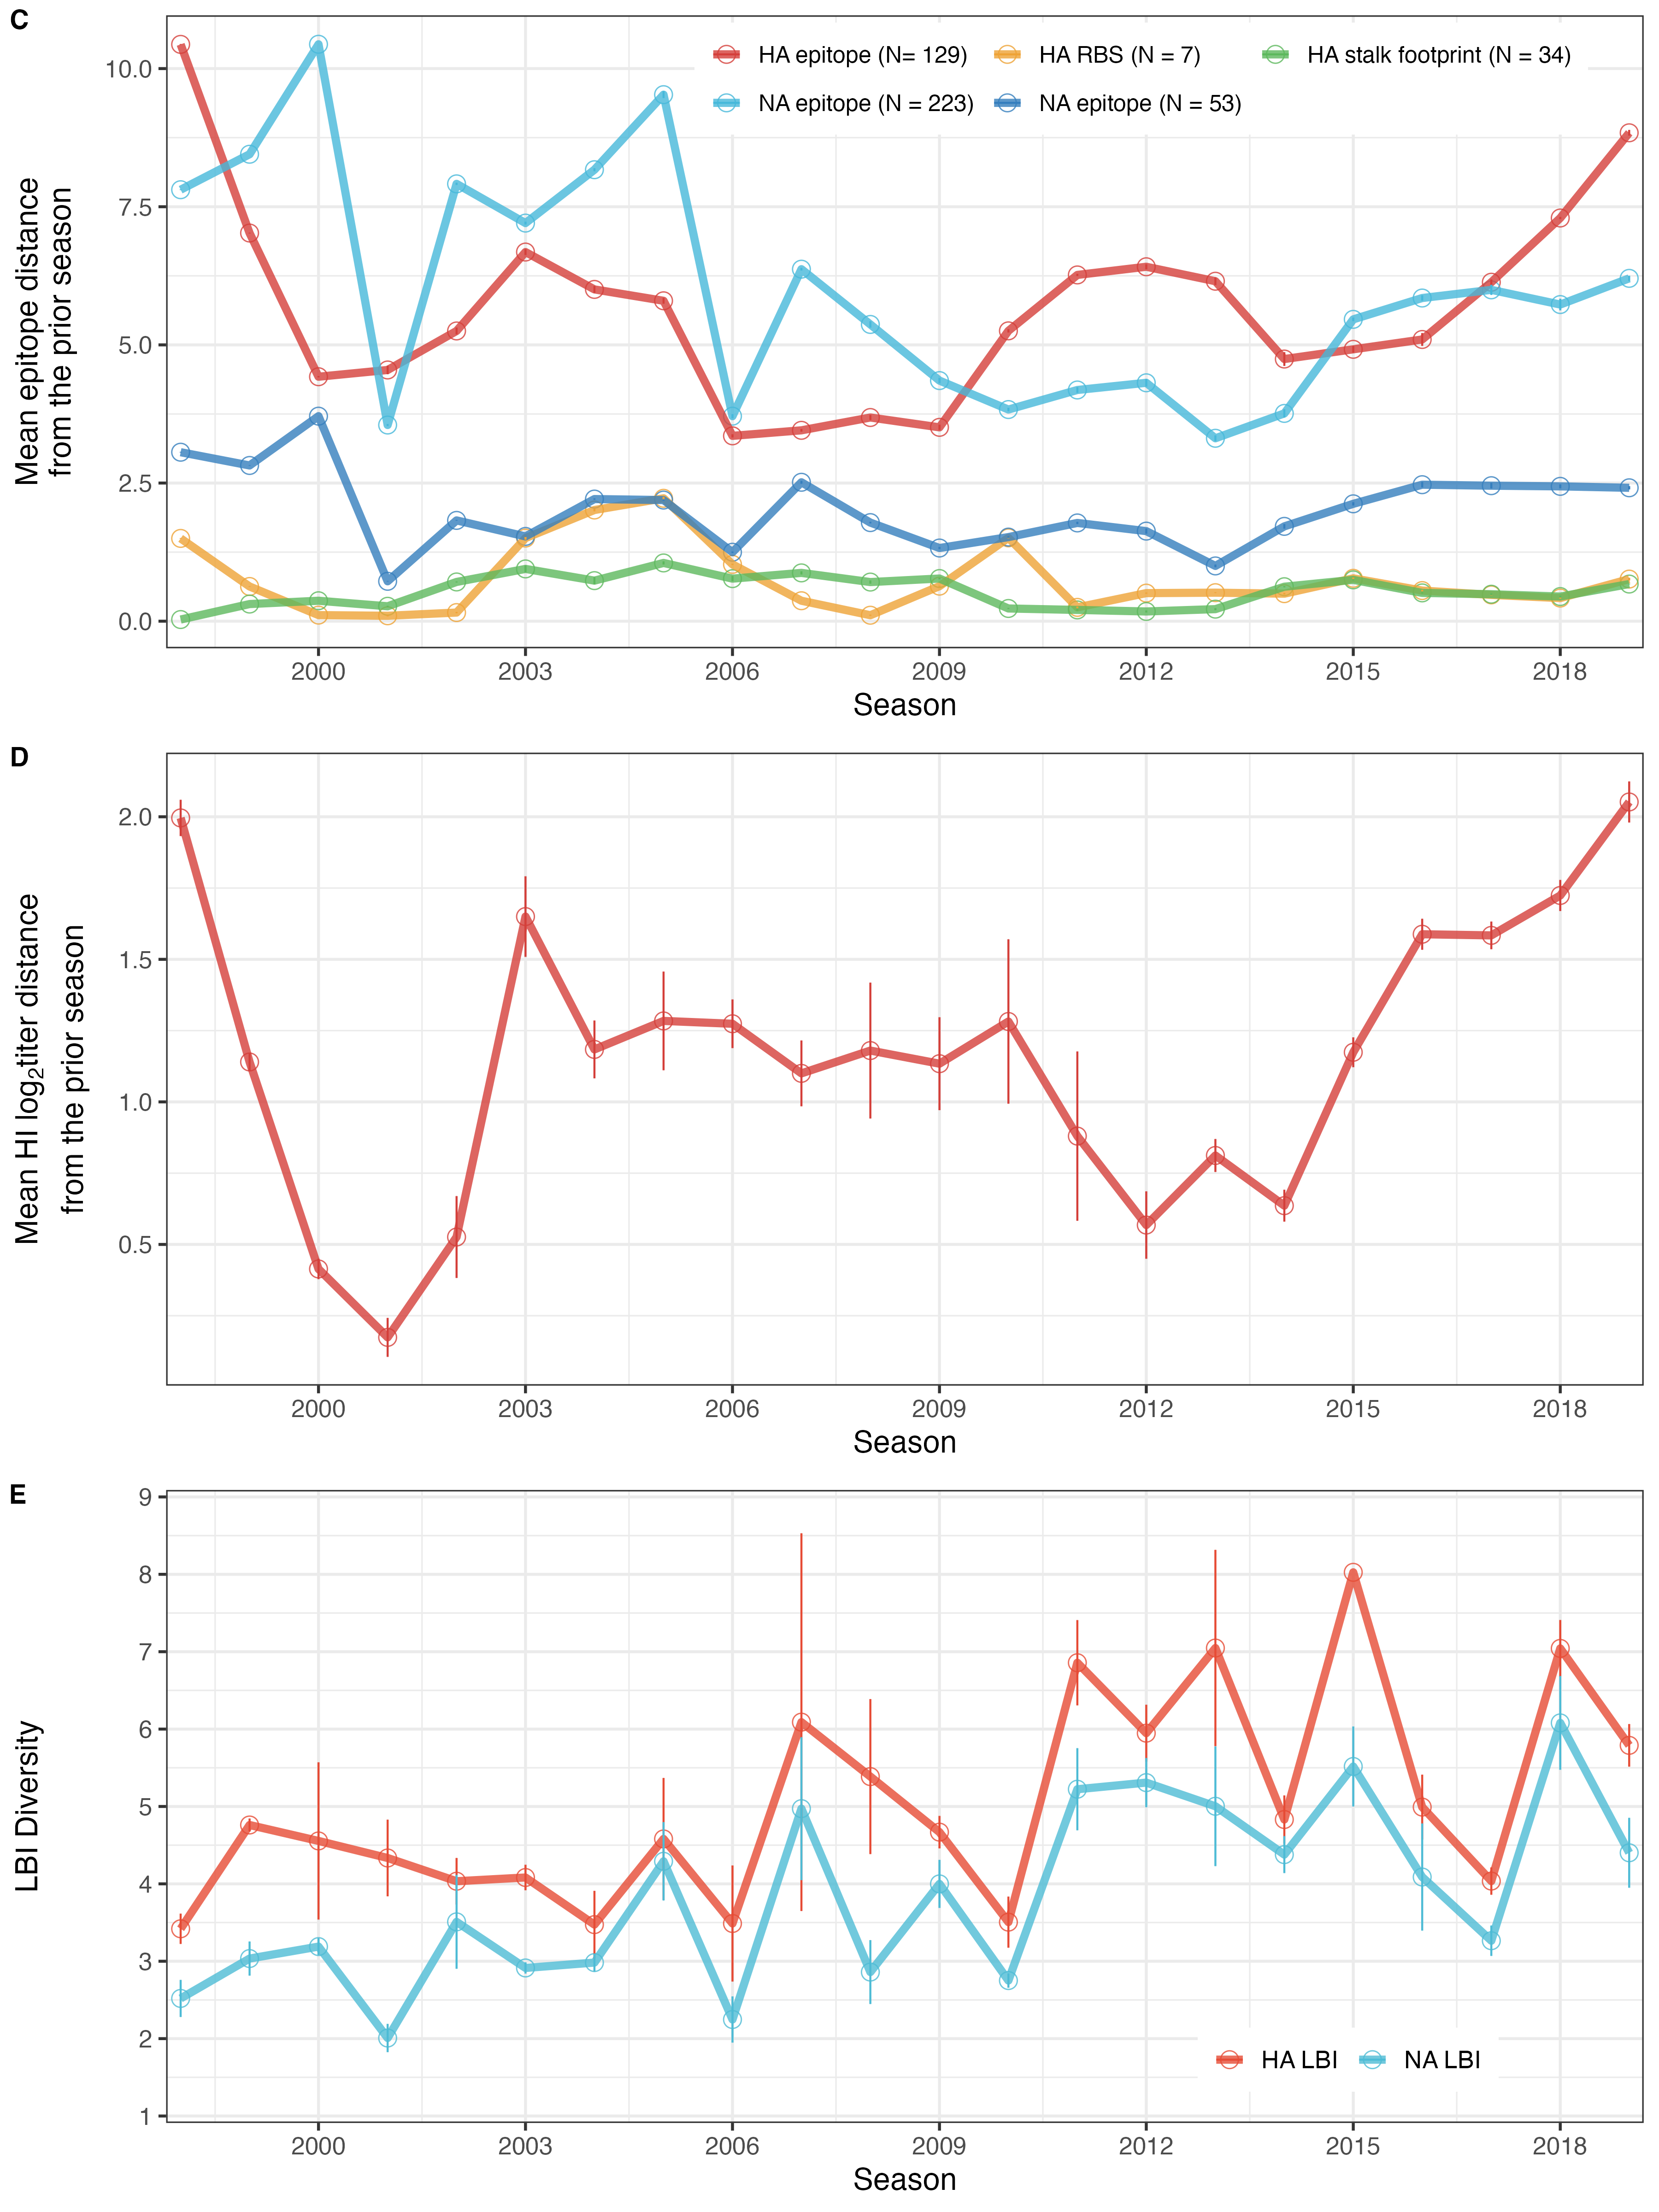 C
HA epitope (N= 129) HA RBS (N = 7) HA stalk footprint (N = 34)
NA epitope (N = 223) NA epitope (N = 53)
Mean epitope distance
from the prior season
10.0
7.5
5.0
2.5
0.0
2000 2003 2006 2009 2012 2015 2018
Season
D
Mean HI log₂titer distance
from the prior season
2.0
1.5
1.0
0.5
2000 2003 2006 2009 2012 2015 2018
Season
E
LBI Diversity
9
8
7
6
5
4
3
2
1
HA LBI NA LBI
2000 2003 2006 2009 2012 2015 2018
Season